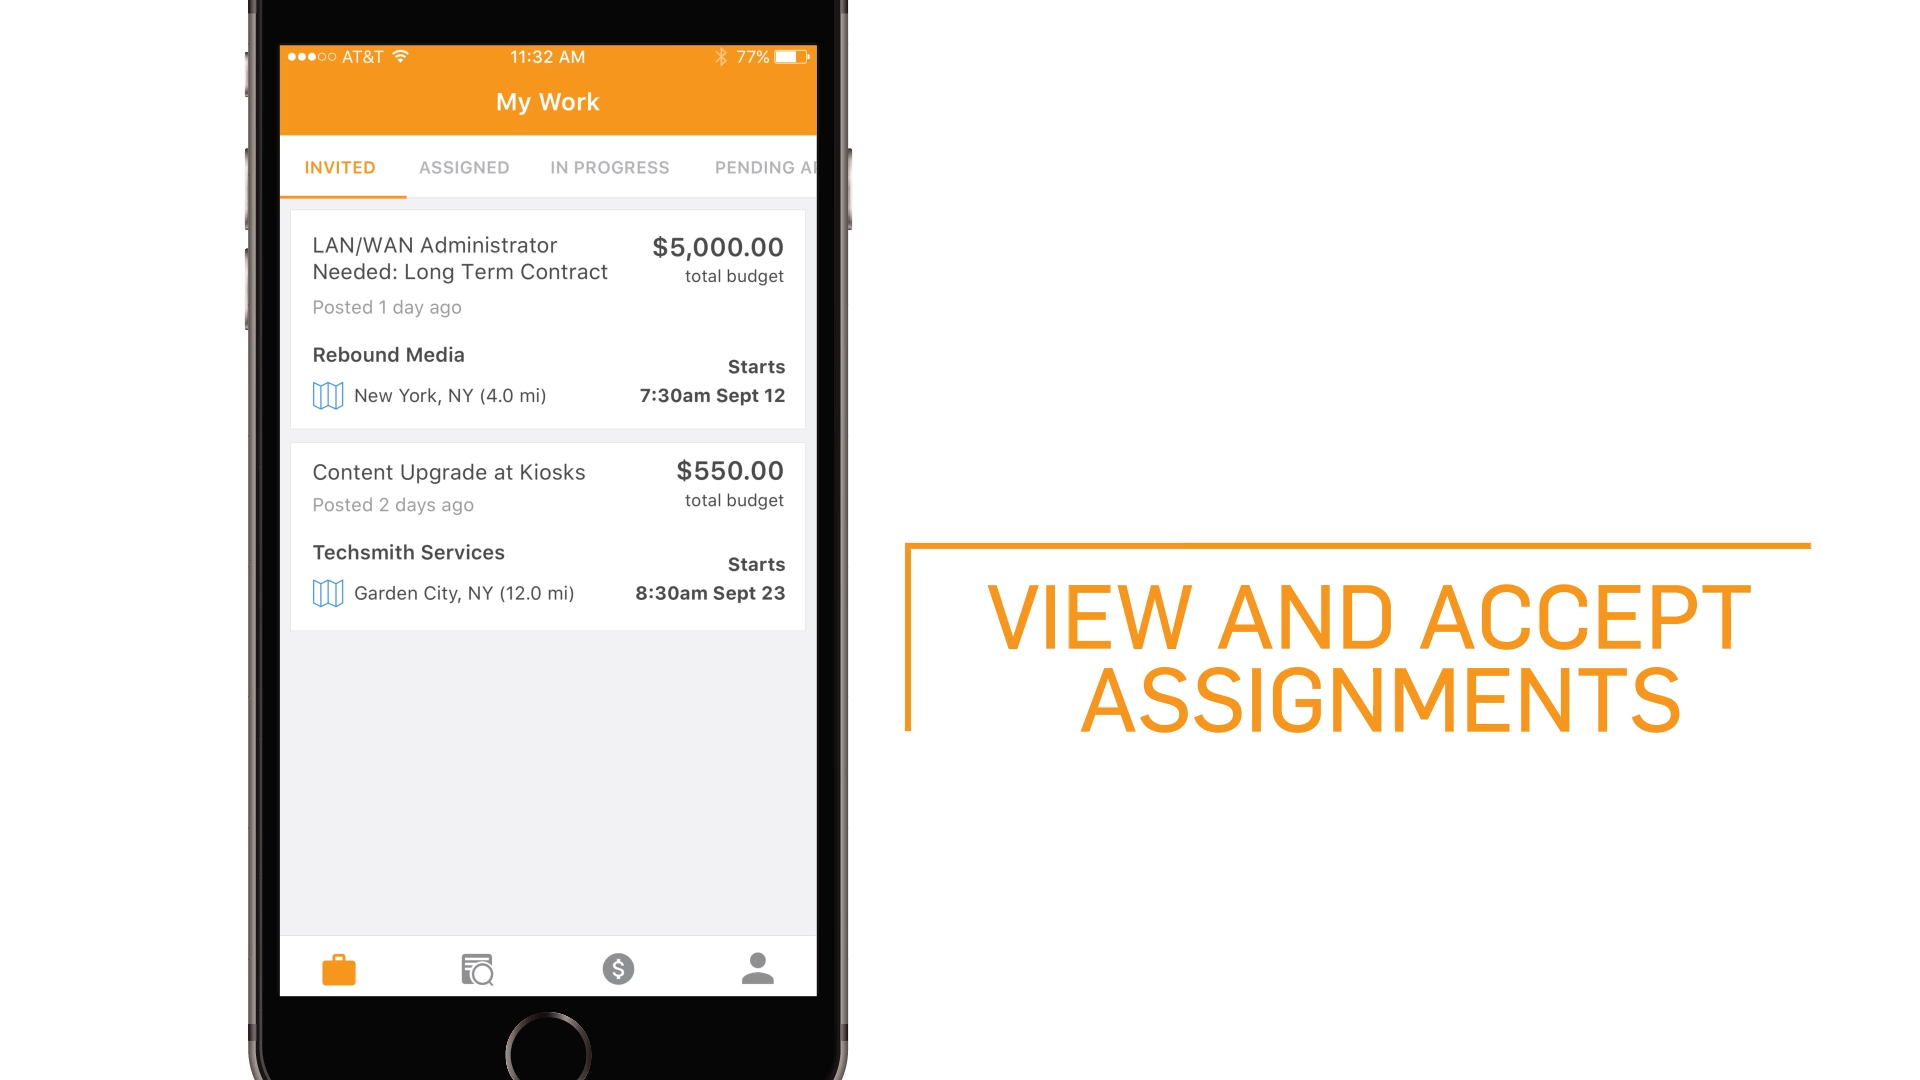 AT&T 11:32 AM 77%
My Work
INVITED ASSIGNED IN PROGRESS PENDING
LAN/WAN Administrator
Needed: Long Term Contract
$5,000.00
total budget
Posted 1 day ago
Rebound Media
New York, NY (4.0 mi)
Starts
7:30am Sept 12
Content Upgrade at Kiosks
$550.00
total budget
Posted 2 days ago
Techsmith Services
Garden City, NY (12.0 mi)
Starts
8:30am Sept 23
$
VIEW AND ACCEPT
ASSIGNMENTS